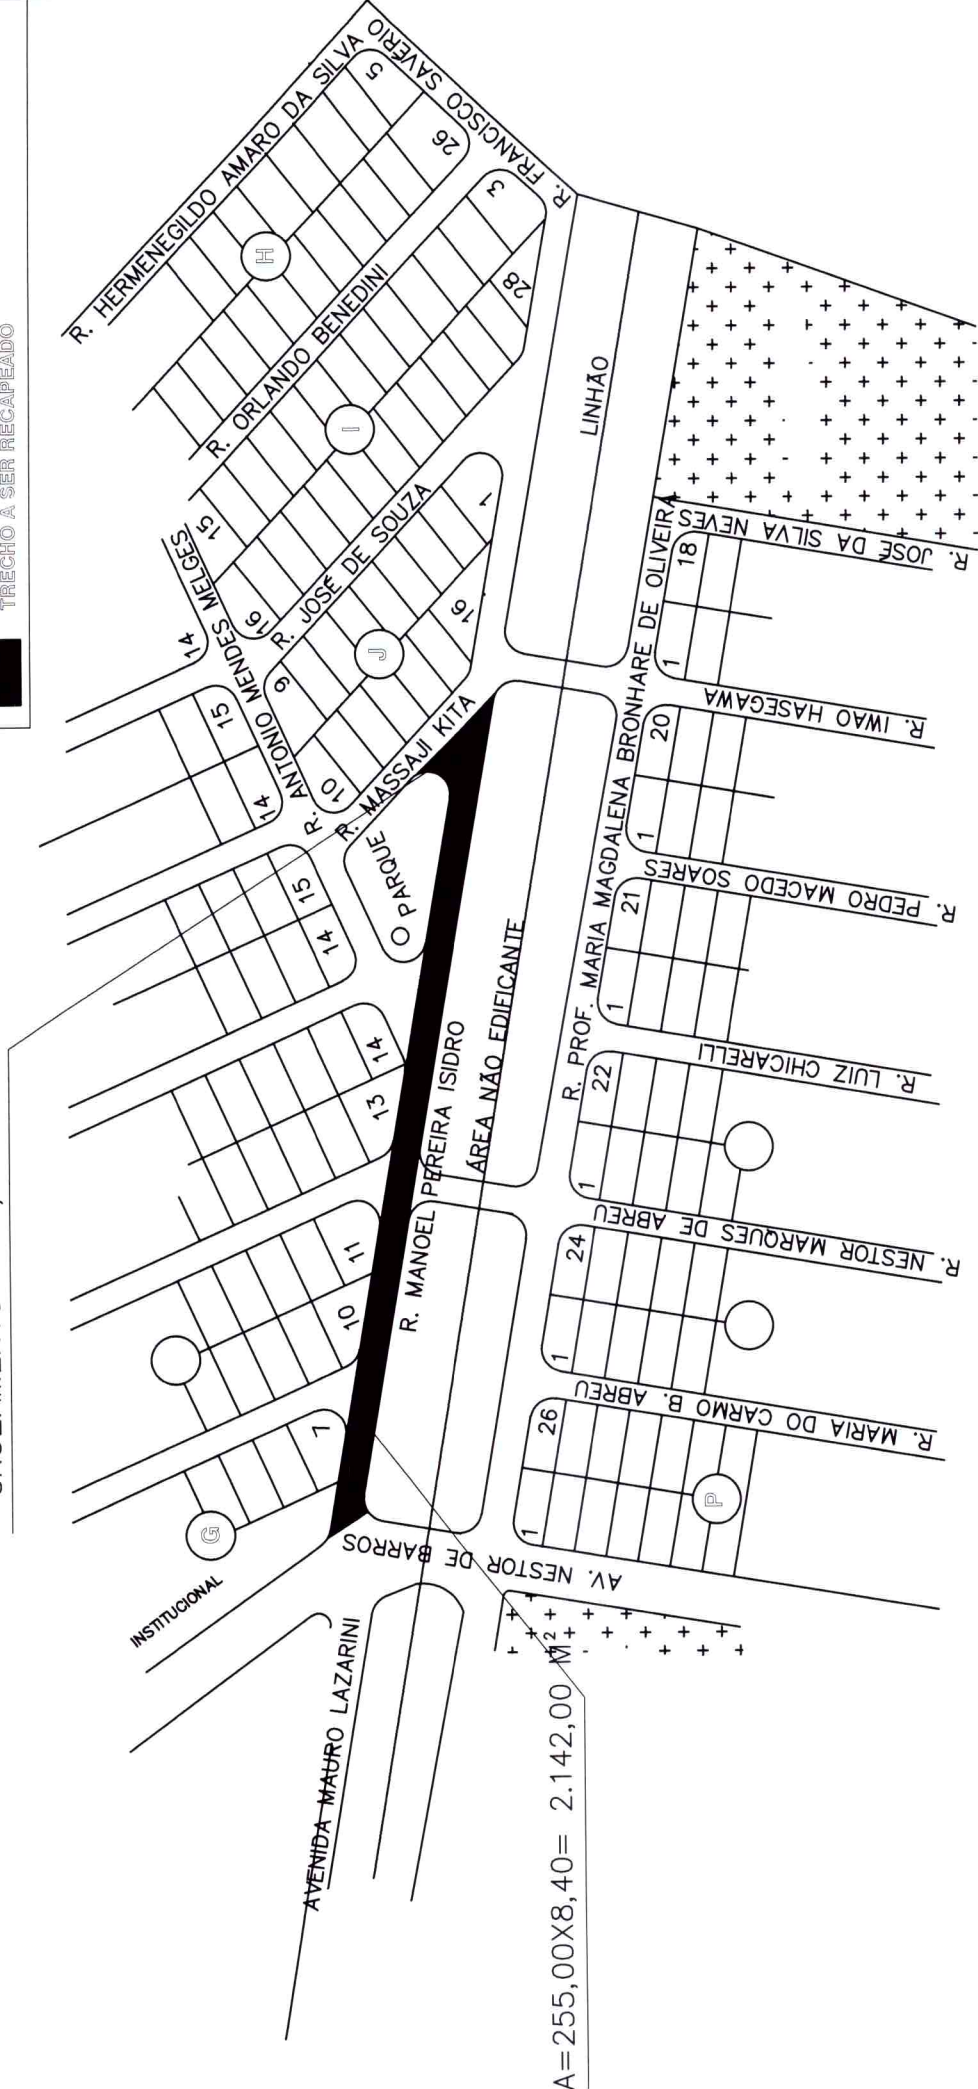 TRECHO A SER RECAPEADO
R. HERMENEGILDO AMARO DA SILVA
R. FRANCISCO SAVÉRIO
5
26
H
3
R. ORLANDO BENEDINI
28
I
15
R. JOSÉ DE SOUZA
1
16
R. ANTONIO MENDES MELGES
14
16
9
J
15
14
10
R. MASSAJI KITA
PARQUE
15
14
14
13
11
10
7
G
INSTITUCIONAL
LINHÃO
ÁREA NÃO EDIFICANTE
R. MANOEL PEREIRA ISIDRO
R. PROF. MARIA MAGDALENA BRONHARE DE OLIVEIRA
R. JOSÉ DA SILVA NEVES
18
1
R. IWAO HASEGAWA
20
1
R. PEDRO MACEDO SOARES
21
1
R. LUIZ CHICARELLI
22
1
R. NESTOR MARQUES DE ABREU
24
1
R. MARIA DO CARMO B. ABREU
26
1
P
AV. NESTOR DE BARROS
AVENIDA MAURO LAZARINI
A=255,00X8,40= 2.142,00 M²